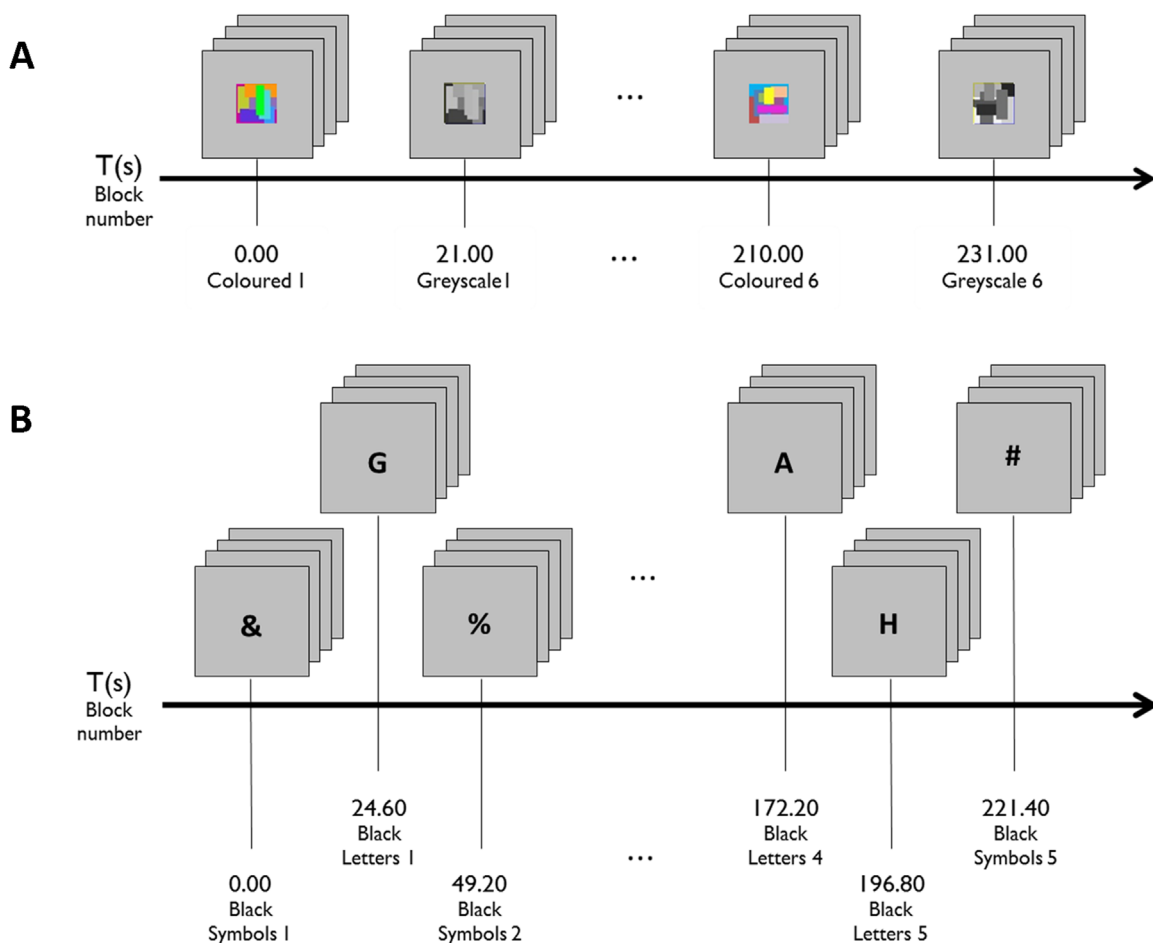 A
...
T(s)
Block
number
0.00
Coloured 1
21.00
Greyscale1
...
210.00
Coloured 6
231.00
Greyscale 6
B
G
A
#
&
%
...
H
T(s)
Block
number
24.60
Black
Letters 1
172.20
Black
Letters 4
221.40
Black
Symbols 5
0.00
Black
Symbols 1
49.20
Black
Symbols 2
...
196.80
Black
Letters 5